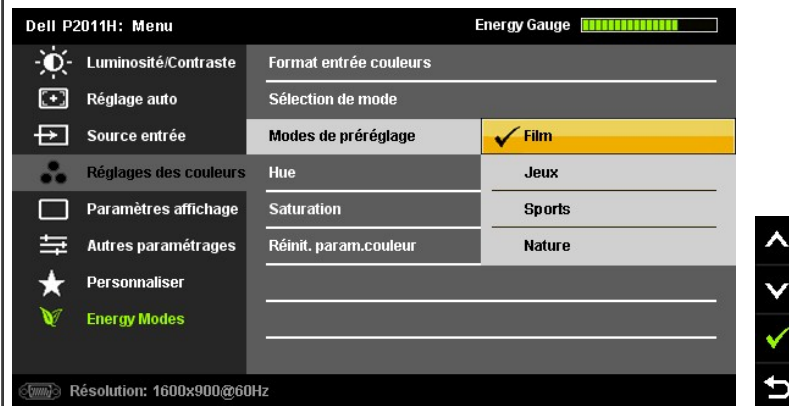 Dell P2011H: Menu
Energy Gauge
Luminosité/Contraste
Réglage auto
Source entrée
Réglages des couleurs
Paramètres affichage
Autres paramétrages
Personnaliser
Energy Modes
Format entrée couleurs
Sélection de mode
Modes de préréglage
Hue
Saturation
Réinit. param.couleur
Film
Jeux
Sports
Nature
Résolution: 1600x900@60Hz